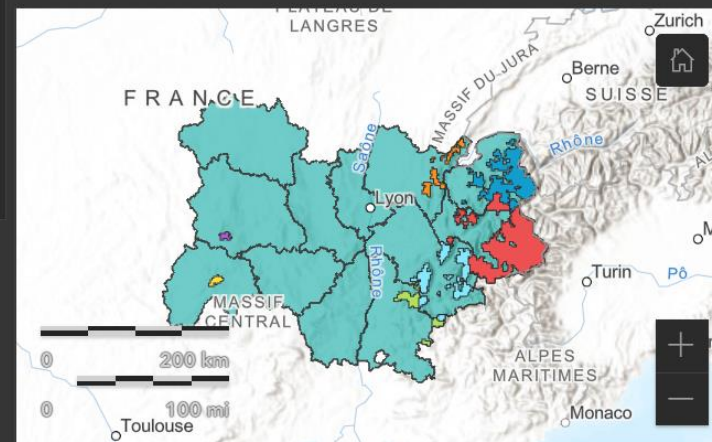 PLATEAU DE
LANGRES
Zurich
Berne
SUISSE
MASSIF DU JURA
FRANCE
Saône
Rhône
Lyon
Rhône
Turin
Pô
MASSIF
CENTRAL
0 200 km
0 100 mi
ALPES
MARITIMES
Toulouse
Monaco
+
−